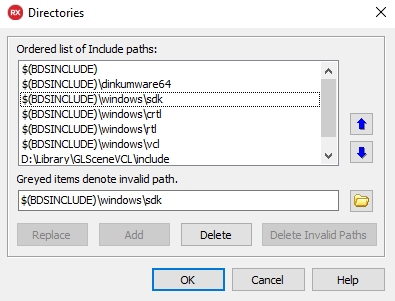 RX Directories
Ordered list of Include paths:
$(BDSINCLUDE)
$(BDSINCLUDE)\dinkumware64
$(BDSINCLUDE)\windows\sdk
$(BDSINCLUDE)\windows\crtl
$(BDSINCLUDE)\windows\rtl
$(BDSINCLUDE)\windows\vcl
D:\Library\GLSceneVCL\include
Greyed items denote invalid path.
$(BDSINCLUDE)\windows\sdk
Replace Add Delete Delete Invalid Paths
OK Cancel Help